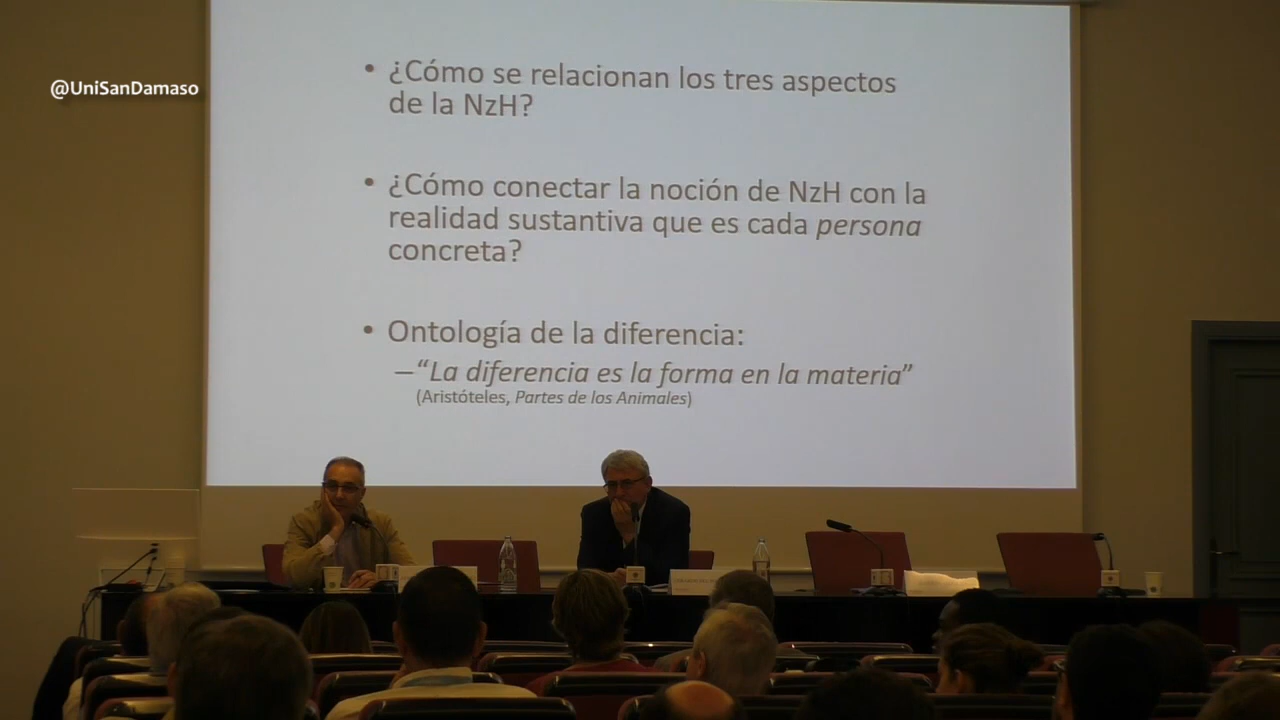 @UniSanDamaso
• ¿Cómo se relacionan los tres aspectos
de la NzH?
• ¿Cómo conectar la noción de NzH con la
realidad sustantiva que es cada persona
concreta?
• Ontología de la diferencia:
–“La diferencia es la forma en la materia”
(Aristóteles, Partes de los Animales)